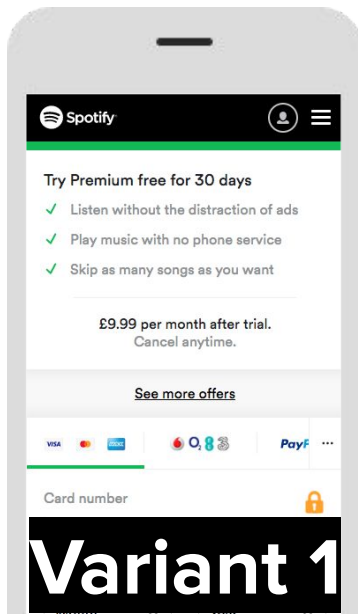 Spotify
Try Premium free for 30 days
Listen without the distraction of ads
Play music with no phone service
Skip as many songs as you want
£9.99 per month after trial.
Cancel anytime.
See more offers
VISA O2 3 PayP ...
Card number
Variant 1